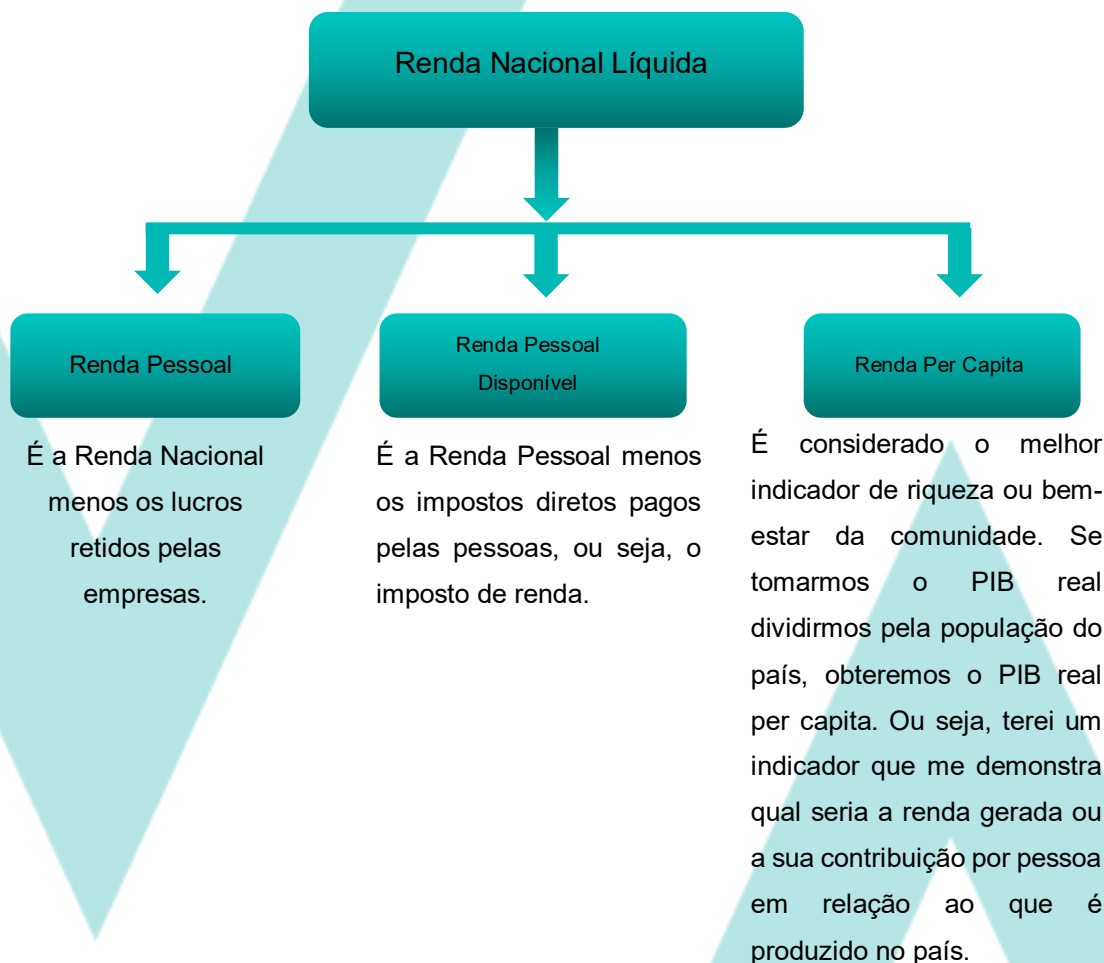 Renda Nacional Líquida
Renda Pessoal
É a Renda Nacional
menos os lucros
retidos pelas
empresas.
Renda Pessoal
Disponível
É a Renda Pessoal menos
os impostos diretos pagos
pelas pessoas, ou seja, o
imposto de renda.
Renda Per Capita
É considerado o melhor
indicador de riqueza ou bem-
estar da comunidade. Se
tomarmos o PIB real
dividirmos pela população do
país, obteremos o PIB real
per capita. Ou seja, terei um
indicador que me demonstra
qual seria a renda gerada ou
a sua contribuição por pessoa
em relação ao que é
produzido no país.